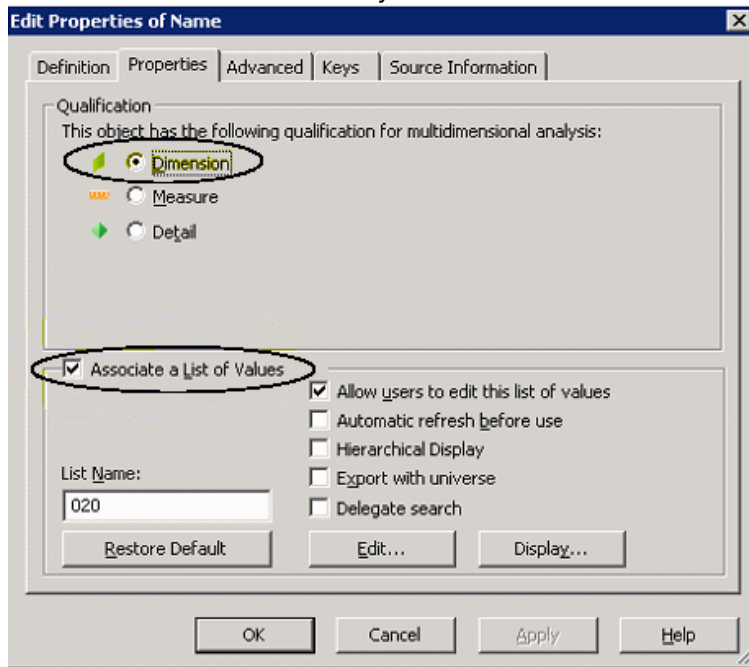 Edit Properties of Name
Definition Properties Advanced Keys Source Information
Qualification
This object has the following qualification for multidimensional analysis:
Dimension
Measure
Detail
Associate a List of Values
Allow users to edit this list of values
Automatic refresh before use
Hierarchical Display
List Name:
Export with universe
020
Delegate search
Restore Default Edit... Display...
OK Cancel Apply Help